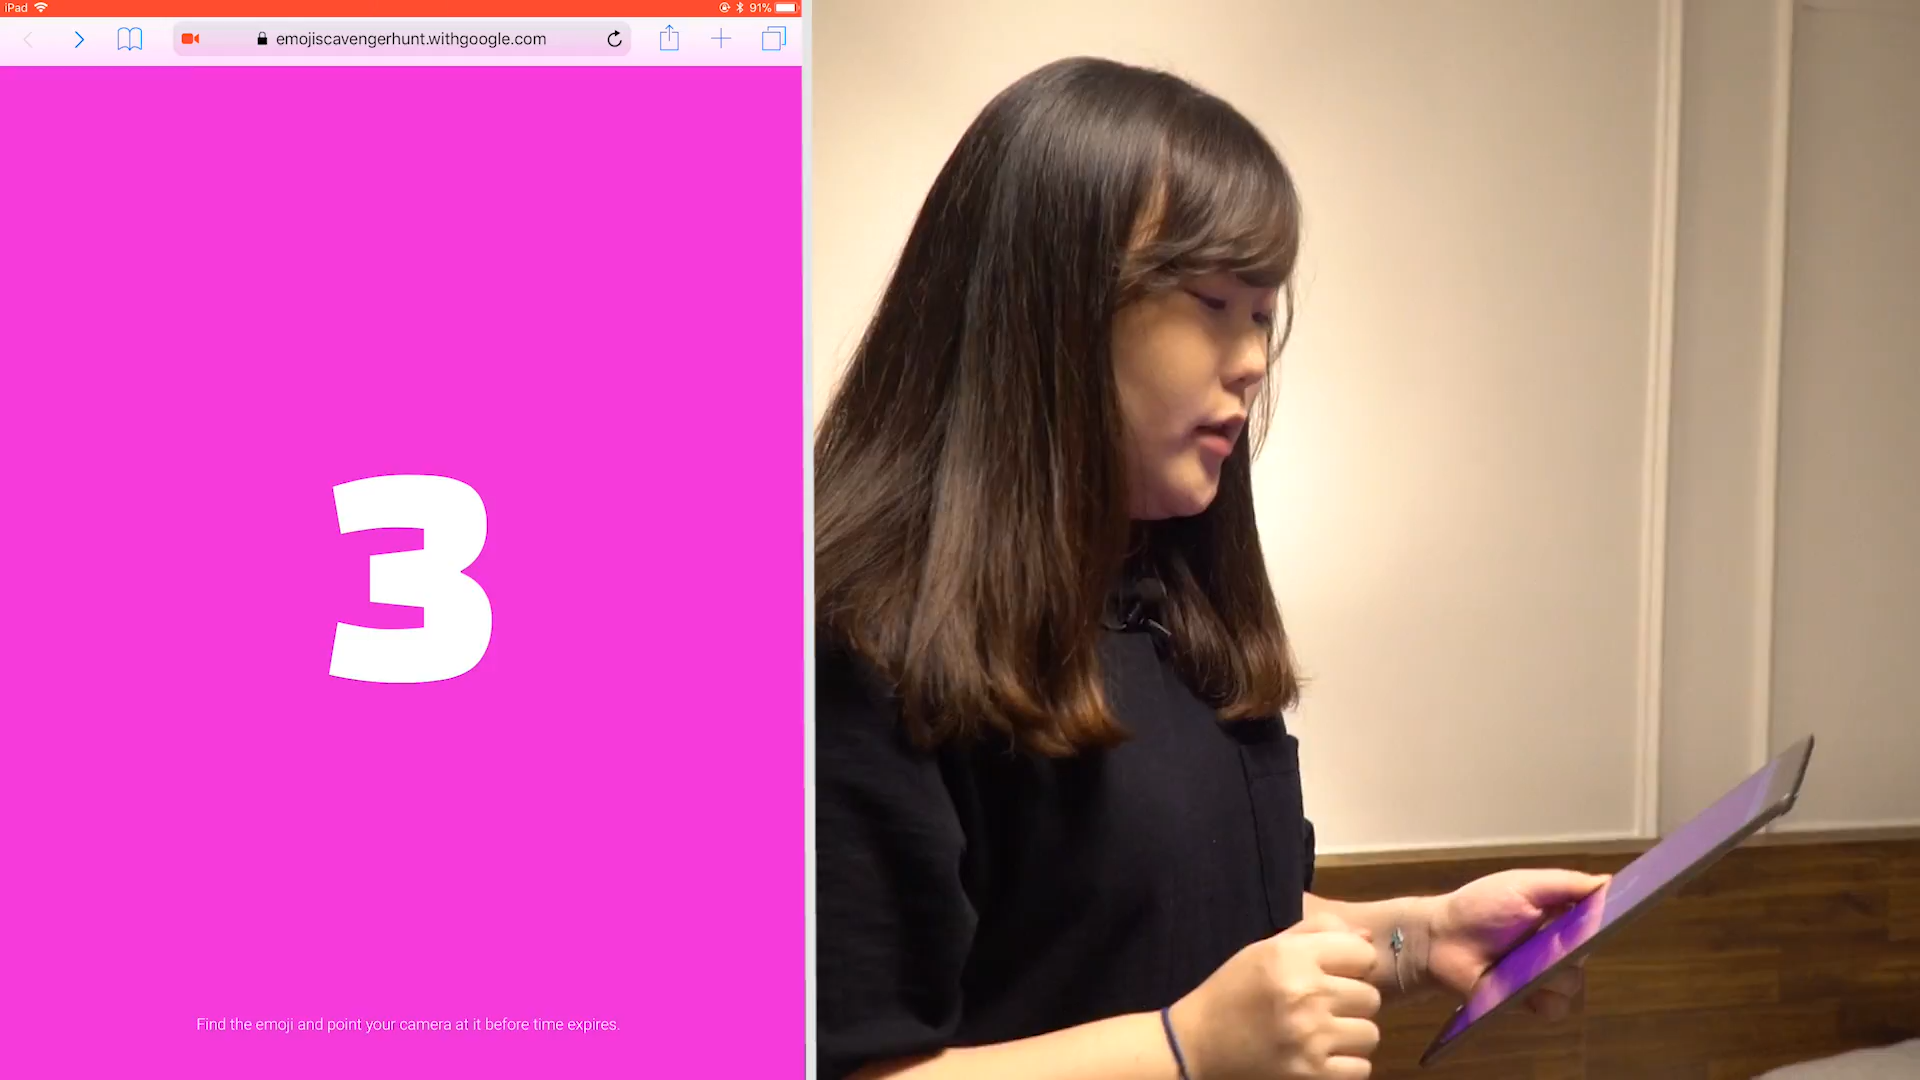 iPad 91%
emojiscavengerhunt.withgoogle.com
3
Find the emoji and point your camera at it before time expires.